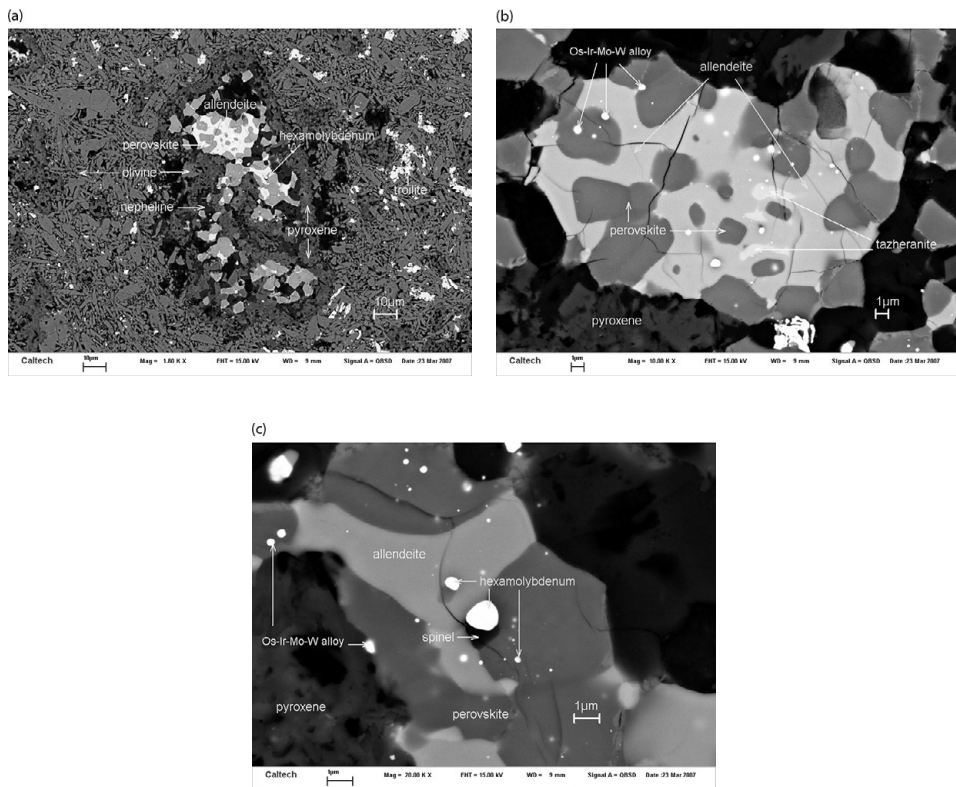 (a)
allendeite
hexamolybdenum
perovskite
olivine
troilite
nepheline
pyroxene
10µm
Caltech 10µm Mag = 1.80 K X EHT = 15.00 kV WD = 9 mm Signal A = QBSD Date :23 Mar 2007
(b)
Os-Ir-Mo-W alloy
allendeite
perovskite
tazheranite
pyroxene
1µm
Caltech 1µm Mag = 10.00 K X EHT = 15.00 kV WD = 9 mm Signal A = QBSD Date :23 Mar 2007
(c)
allendeite
hexamolybdenum
spinel
Os-Ir-Mo-W alloy
pyroxene
perovskite
1µm
Caltech 1µm Mag = 20.00 K X EHT = 15.00 kV WD = 9 mm Signal A = QBSD Date :23 Mar 2007